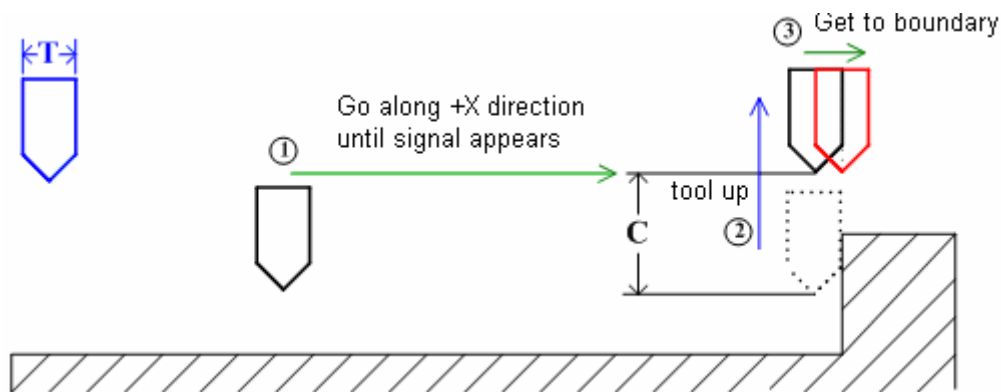 ③ Get to boundary
T
Go along +X direction
until signal appears
①
tool up
C
②